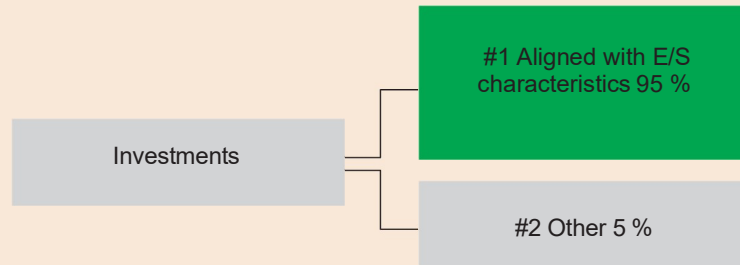 #1 Aligned with E/S
characteristics 95 %
Investments
#2 Other 5 %